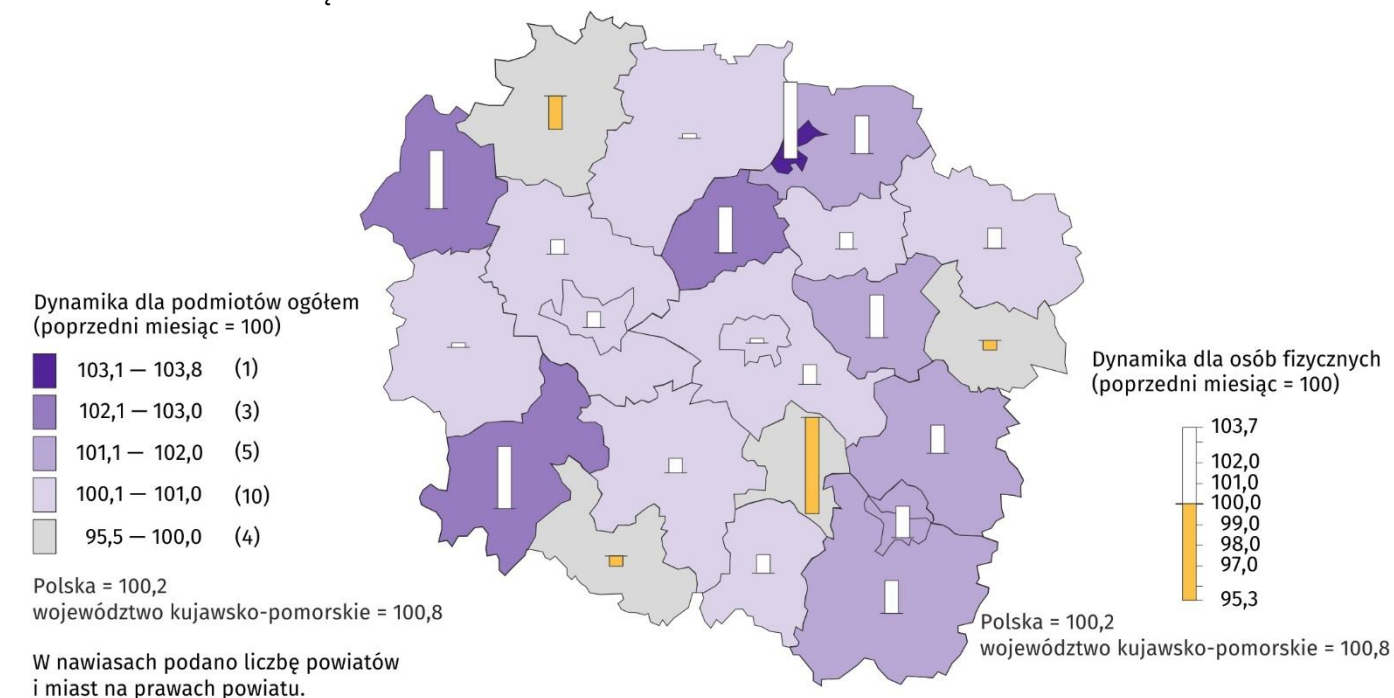 Dynamika dla podmiotów ogółem
(poprzedni miesiąc = 100)
103,1 — 103,8 (1)
102,1 — 103,0 (3)
101,1 — 102,0 (5)
100,1 — 101,0 (10)
95,5 — 100,0 (4)
Polska = 100,2
województwo kujawsko-pomorskie = 100,8
W nawiasach podano liczbę powiatów
i miast na prawach powiatu.
Dynamika dla osób fizycznych
(poprzedni miesiąc = 100)
103,7
102,0
101,0
100,0
99,0
98,0
97,0
95,3
Polska = 100,2
województwo kujawsko-pomorskie = 100,8